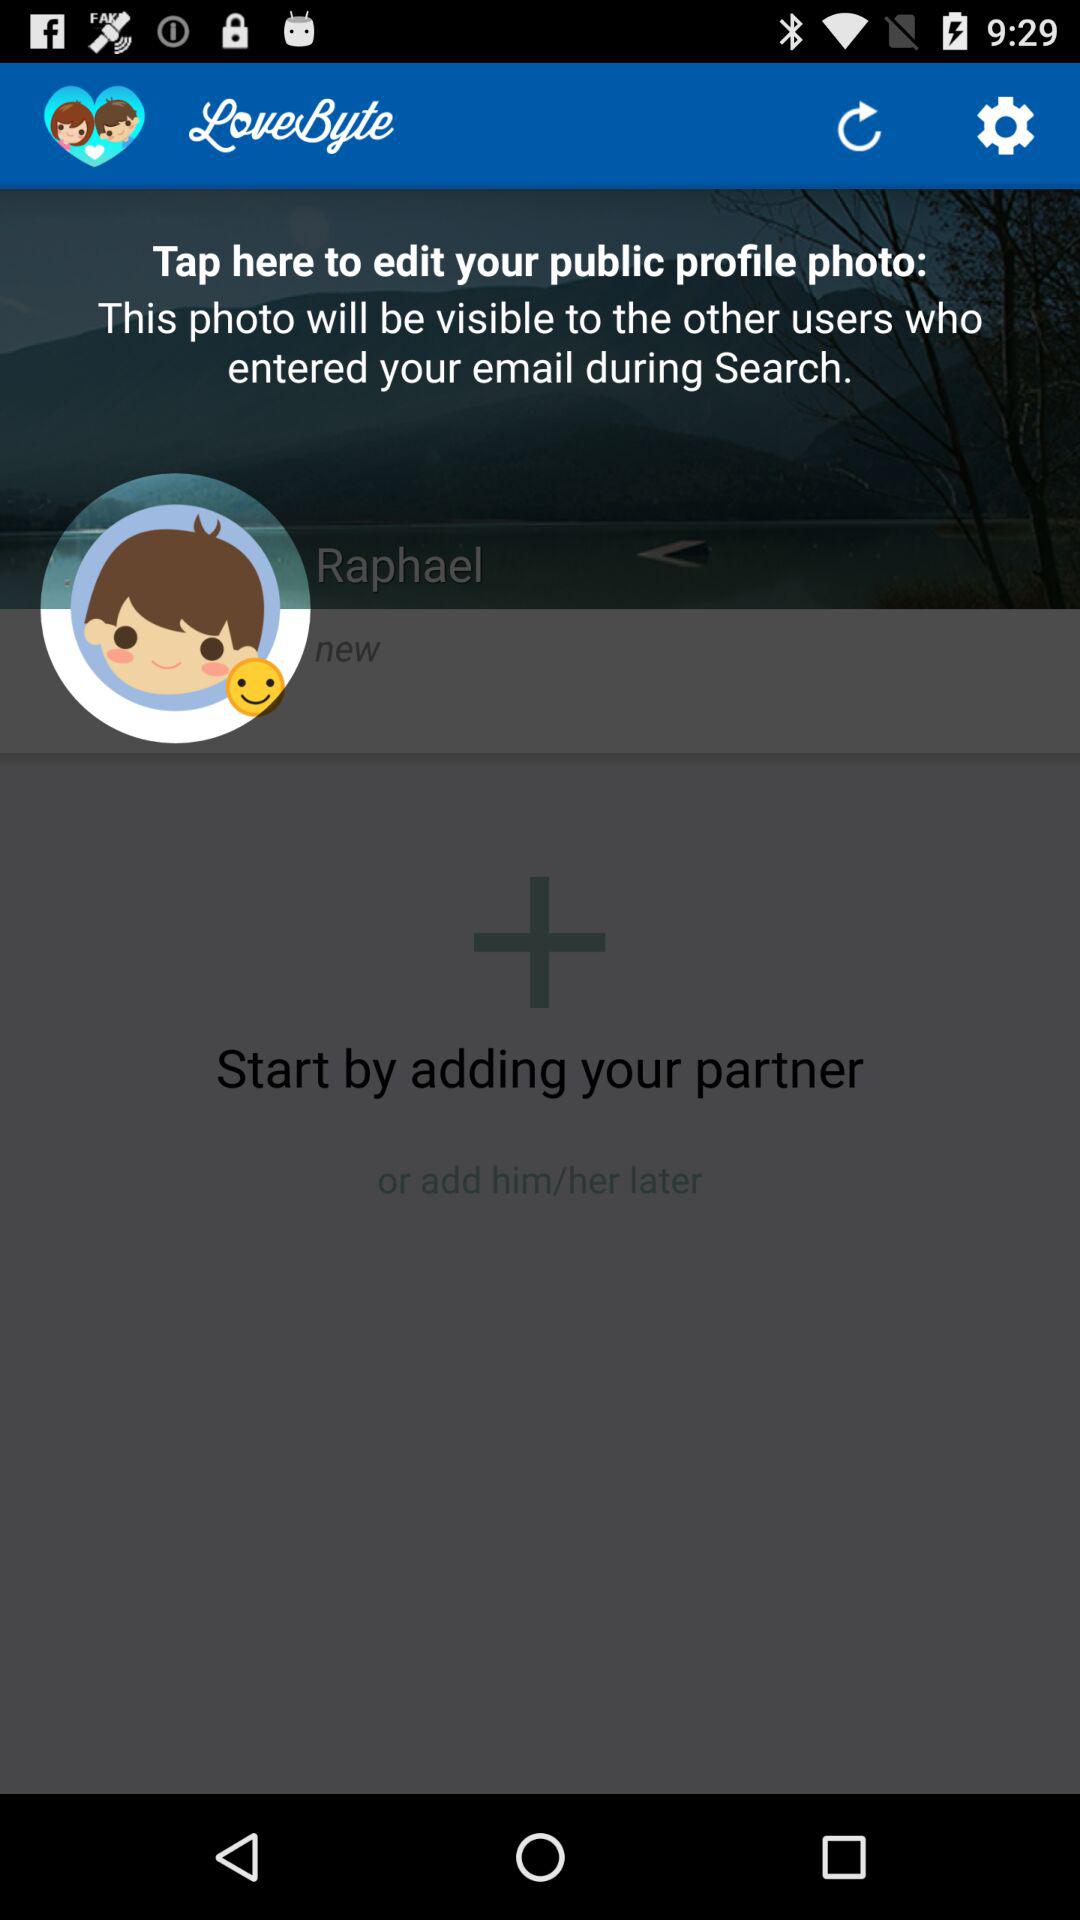 FAKE
9:29
LoveByte
Tap here to edit your public profile photo:
This photo will be visible to the other users who
entered your email during Search.
Raphael
new
Start by adding your partner
or add him/her later